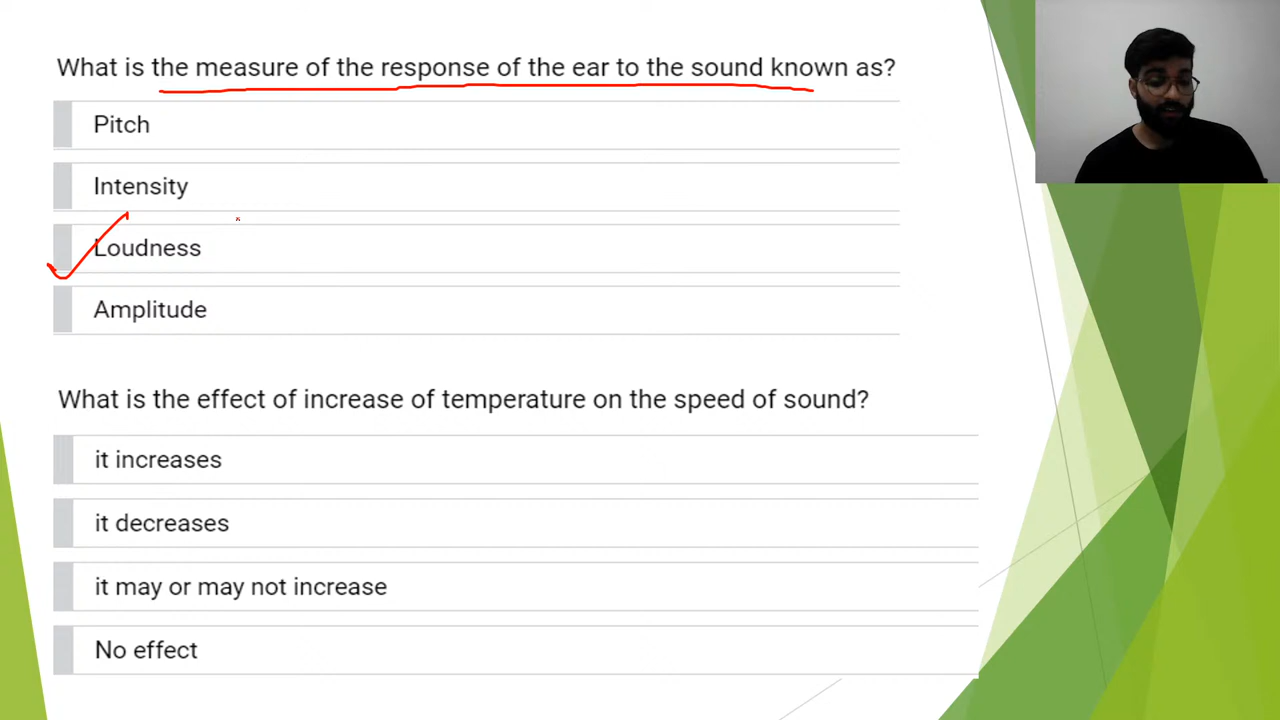 What is the measure of the response of the ear to the sound known as?
Pitch
Intensity
Loudness
Amplitude
What is the effect of increase of temperature on the speed of sound?
it increases
it decreases
it may or may not increase
No effect